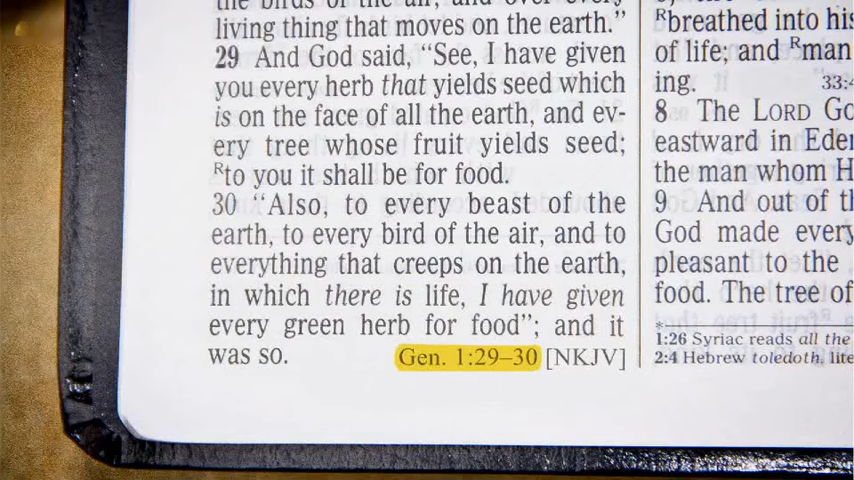 living thing that moves on the earth.”
29 And God said, “See, I have given
you every herb that yields seed which
is on the face of all the earth, and ev-
ery tree whose fruit yields seed;
Rto you it shall be for food.
30 “Also, to every beast of the
earth, to every bird of the air, and to
everything that creeps on the earth,
in which there is life, I have given
every green herb for food”; and it
was so. Gen. 1:29–30 [NKJV]
Rbreathed into his
of life; and Rman
ing. 33:4
8 The LORD Go
eastward in Eden
the man whom H
9 And out of th
God made every
pleasant to the
food. The tree of
*
1:26 Syriac reads all the
2:4 Hebrew toledoth, lite